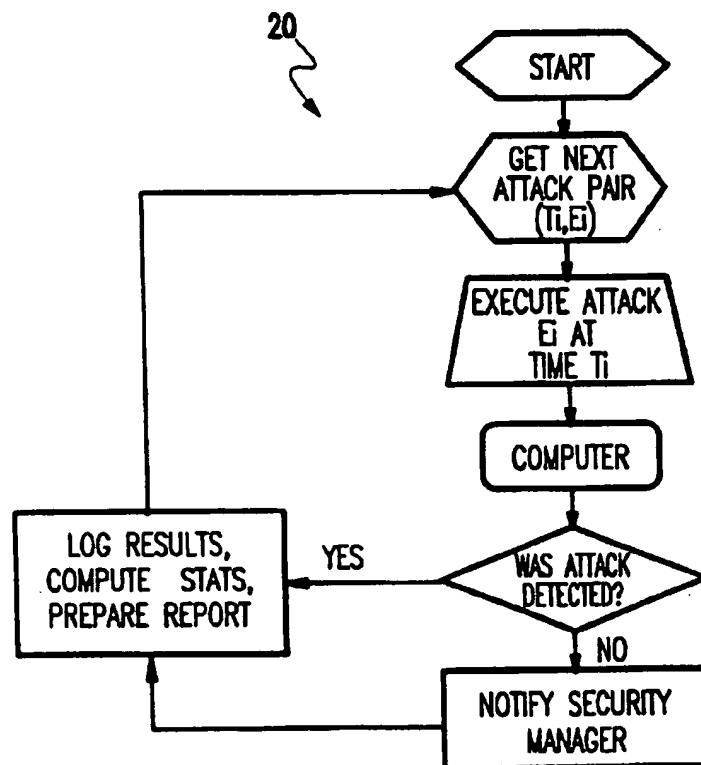 20
START
GET NEXT
ATTACK PAIR
(Ti,Ei)
EXECUTE ATTACK
Ei AT
TIME Ti
COMPUTER
WAS ATTACK
DETECTED?
YES
NO
LOG RESULTS,
COMPUTE STATS,
PREPARE REPORT
NOTIFY SECURITY
MANAGER